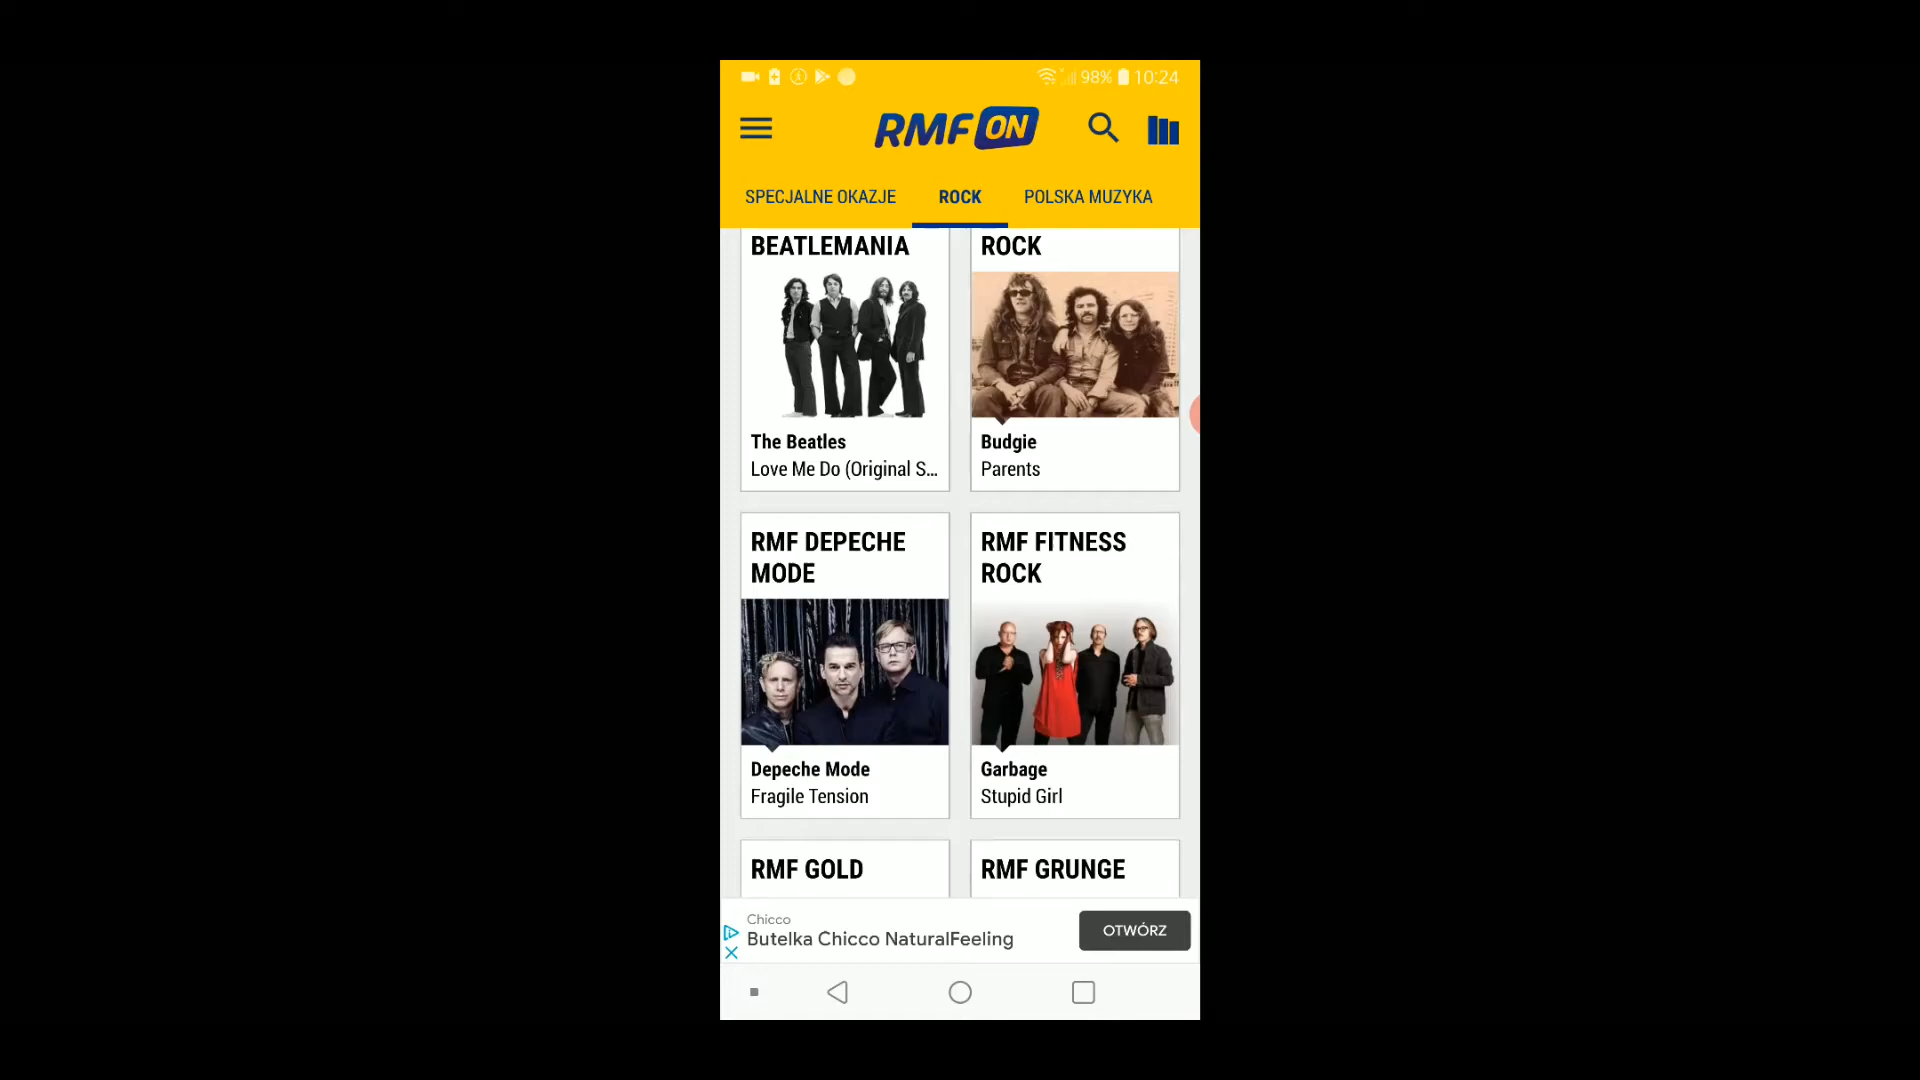 98% 10:24
RMF ON
SPECJALNE OKAZJE ROCK POLSKA MUZYKA
BEATLEMANIA
The Beatles
Love Me Do (Original S...
ROCK
Budgie
Parents
RMF DEPECHE
MODE
Depeche Mode
Fragile Tension
RMF FITNESS
ROCK
Garbage
Stupid Girl
RMF GOLD
RMF GRUNGE
Chicco
Butelka Chicco NaturalFeeling
OTWÓRZ